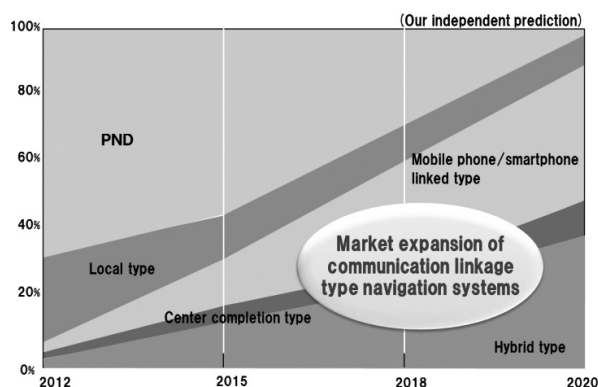 (Our independent prediction)
100%
80%
60%
40%
20%
0%
PND
Mobile phone/smartphone
linked type
Local type
Market expansion of
communication linkage
type navigation systems
Center completion type
Hybrid type
2012
2015
2018
2020